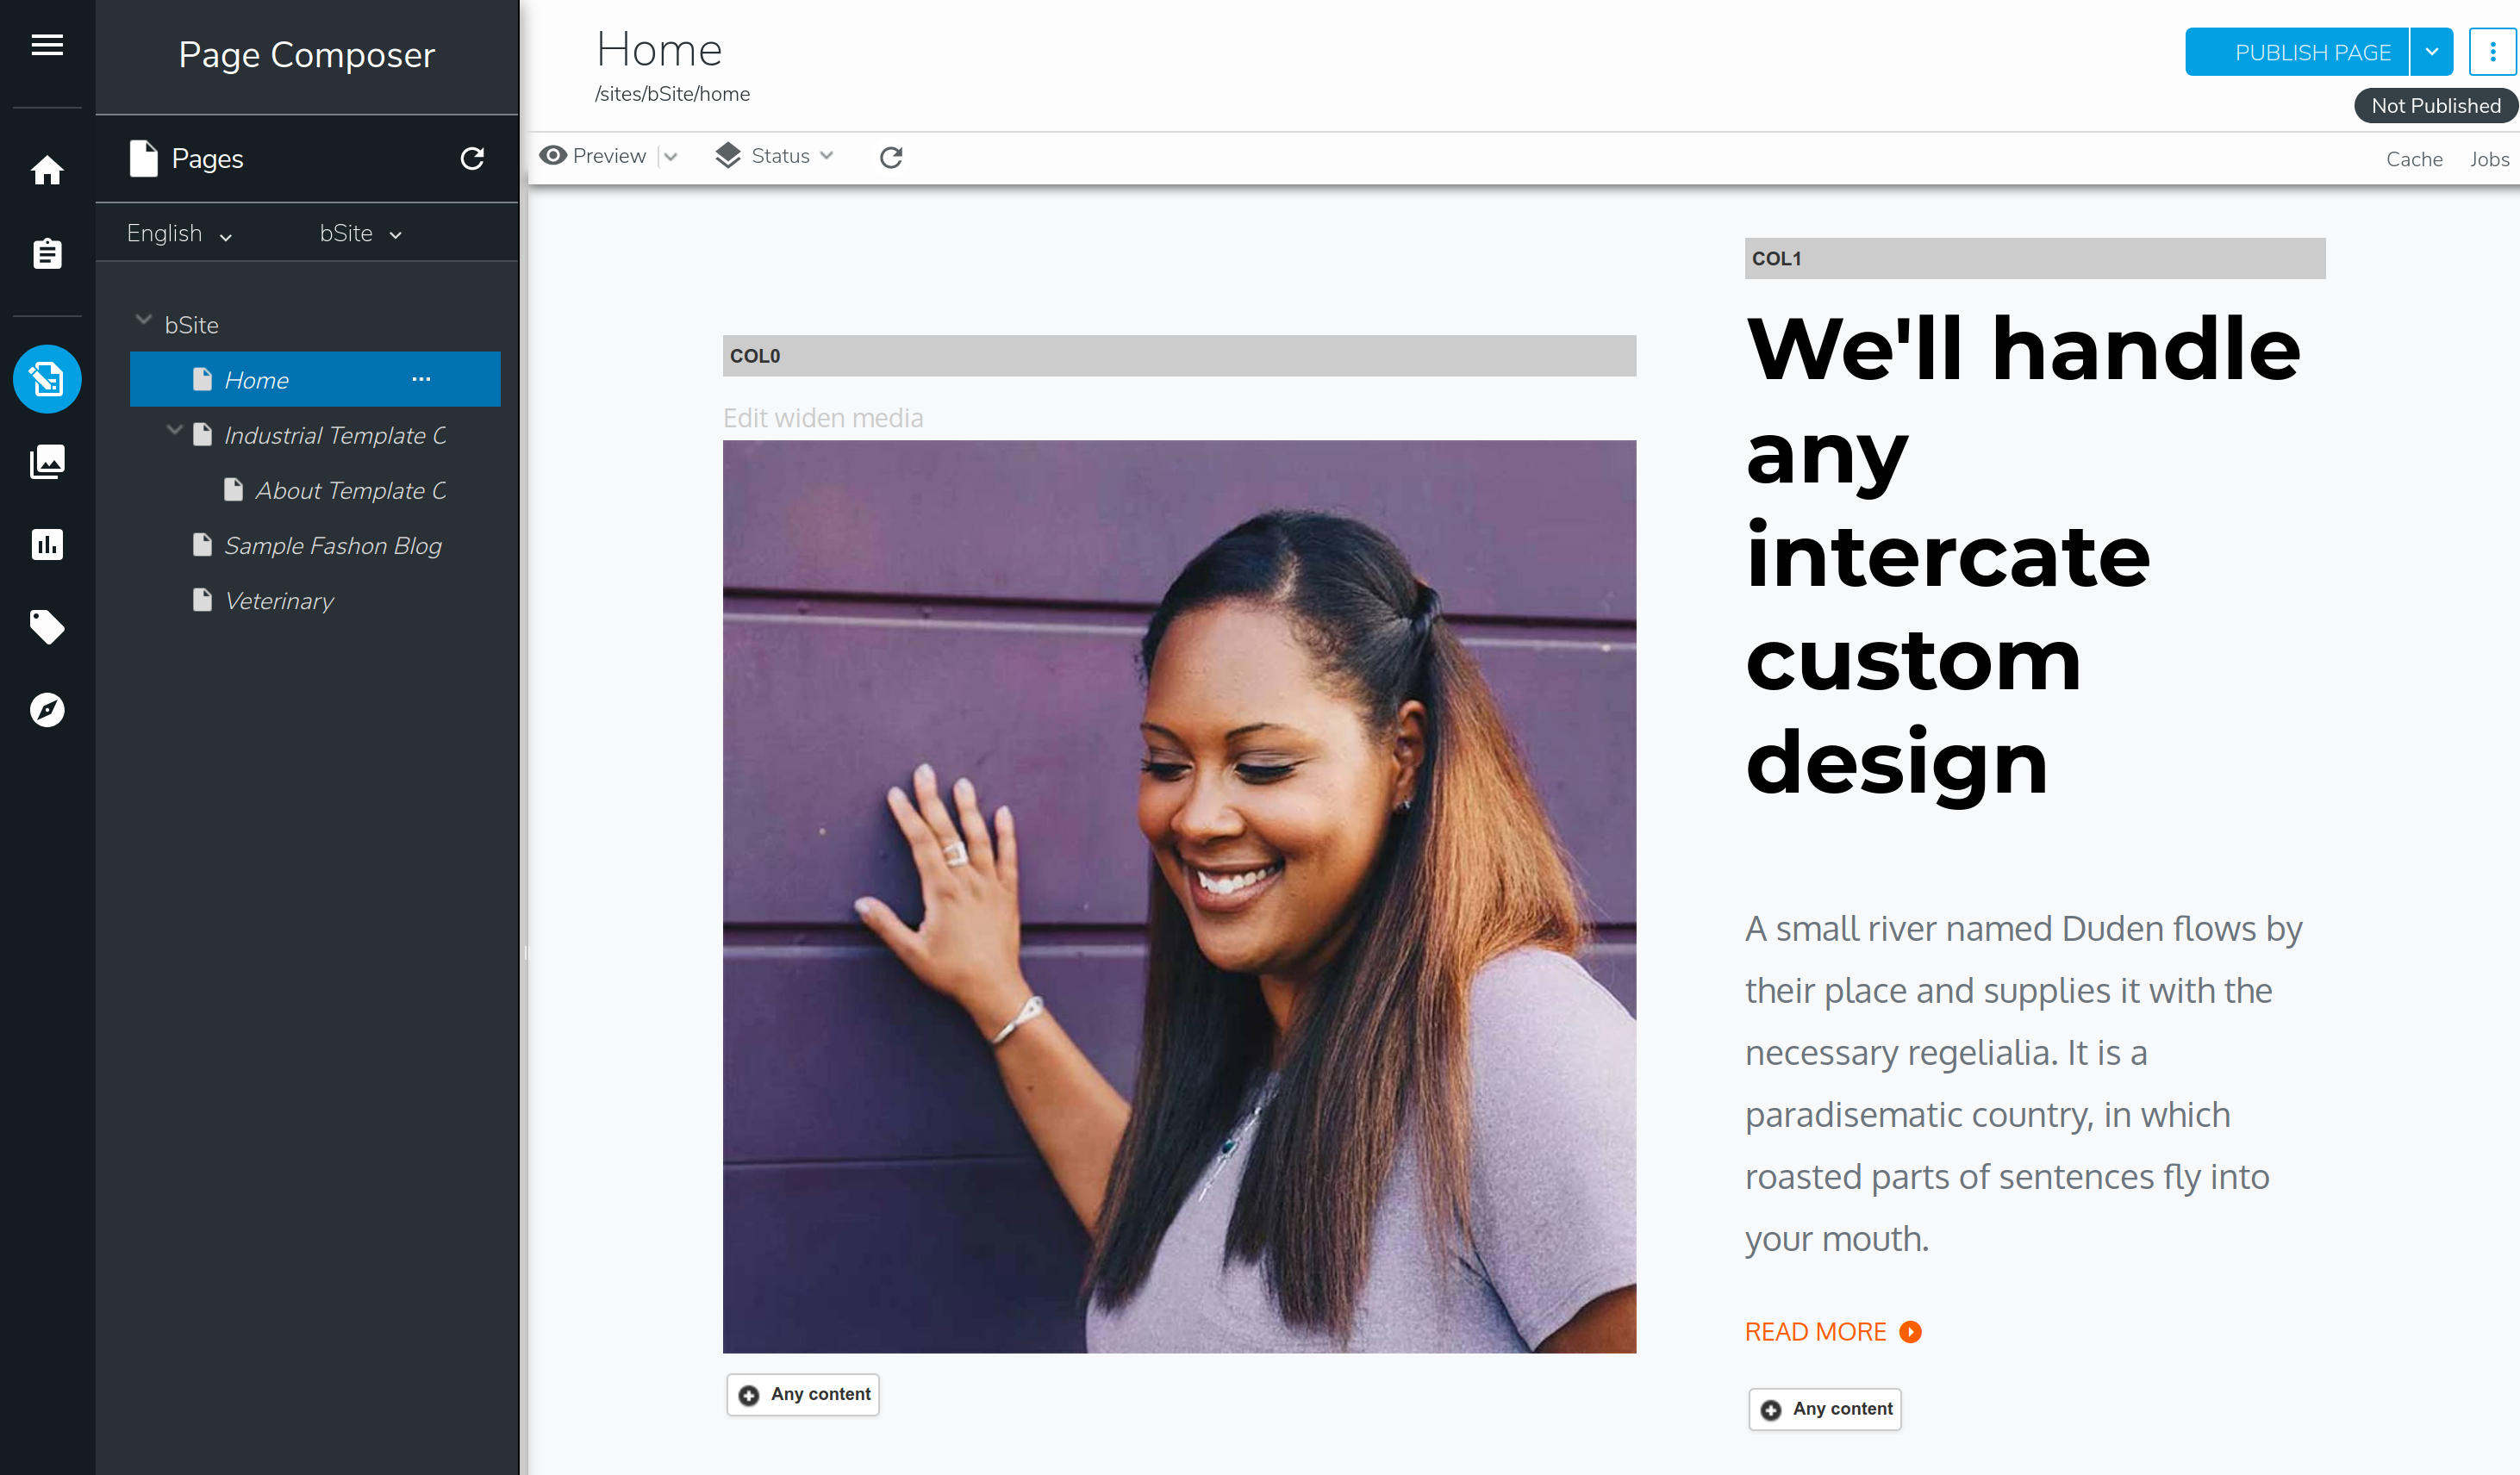 Page Composer
Pages
English
bSite
bSite
Home
Industrial Template C
About Template C
Sample Fashon Blog
Veterinary
Home
/sites/bSite/home
PUBLISH PAGE
Not Published
Preview
Status
Cache
Jobs
COL0
Edit widen media
Any content
COL1
We'll handle
any
intercate
custom
design
A small river named Duden flows by
their place and supplies it with the
necessary regelialia. It is a
paradisematic country, in which
roasted parts of sentences fly into
your mouth.
READ MORE
Any content